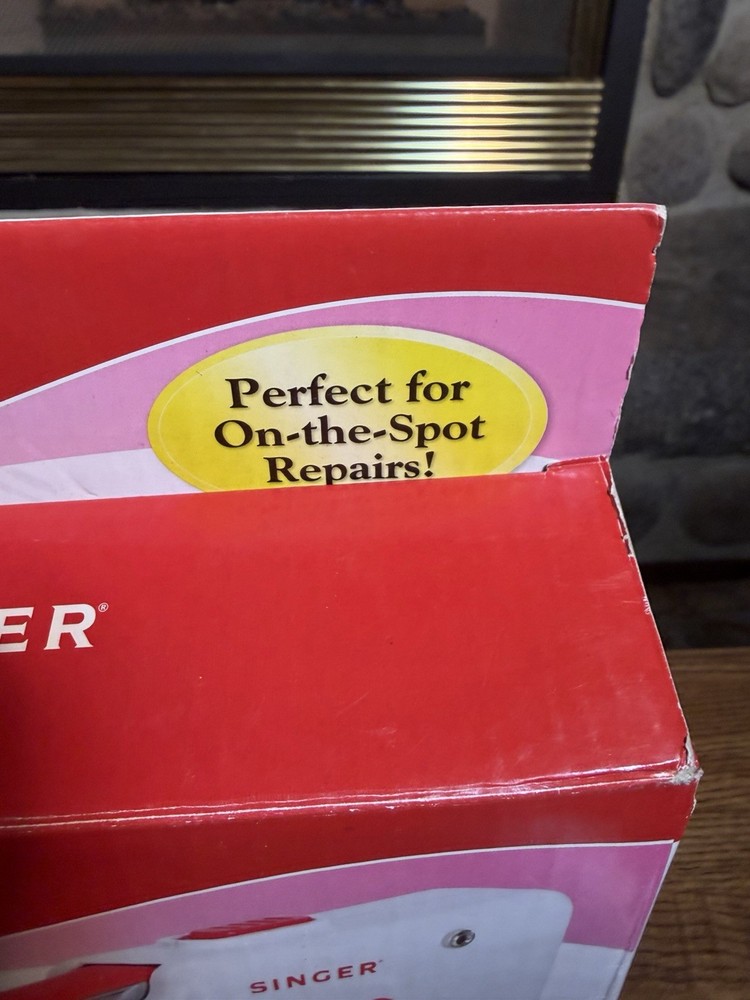 Perfect for
On-the-Spot
Repairs!
ER®
SINGER®